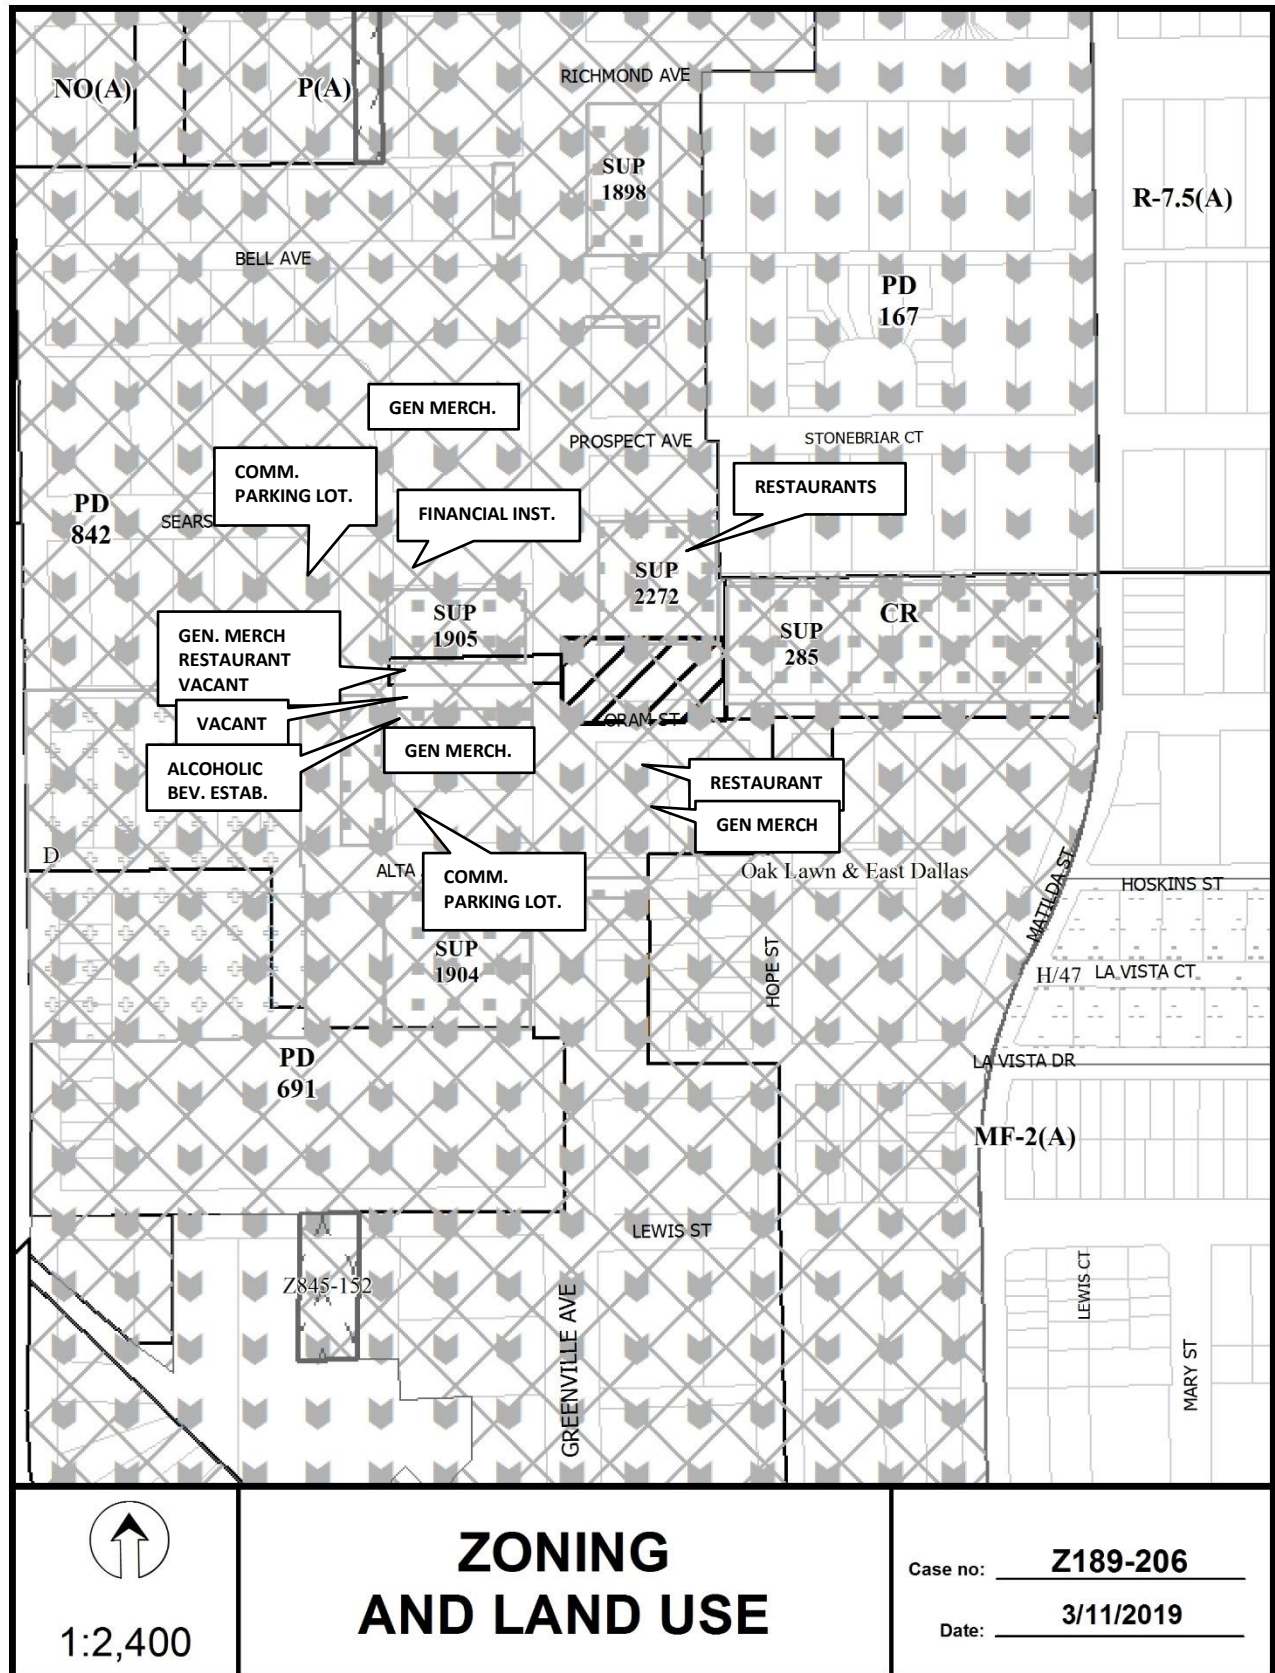 RICHMOND AVE
NO(A)
P(A)
SUP
1898
R-7.5(A)
BELL AVE
PD
167
GEN MERCH.
PROSPECT AVE
STONEBRIAR CT
COMM.
PARKING LOT.
RESTAURANTS
PD
842
SEARS
FINANCIAL INST.
SUP
2272
SUP
1905
CR
SUP
285
GEN. MERCH
RESTAURANT
VACANT
VACANT
ORAM ST
GEN MERCH.
ALCOHOLIC
BEV. ESTAB.
RESTAURANT
GEN MERCH
D
ALTA
COMM.
PARKING LOT.
Oak Lawn & East Dallas
MATILDA ST
HOSKINS ST
SUP
1904
HOPE ST
H/47
LA VISTA CT
PD
691
LA VISTA DR
MF-2(A)
LEWIS ST
Z845-152
LEWIS CT
GREENVILLE AVE
MARY ST
1:2,400
ZONING
AND LAND USE
Case no: Z189-206
Date: 3/11/2019